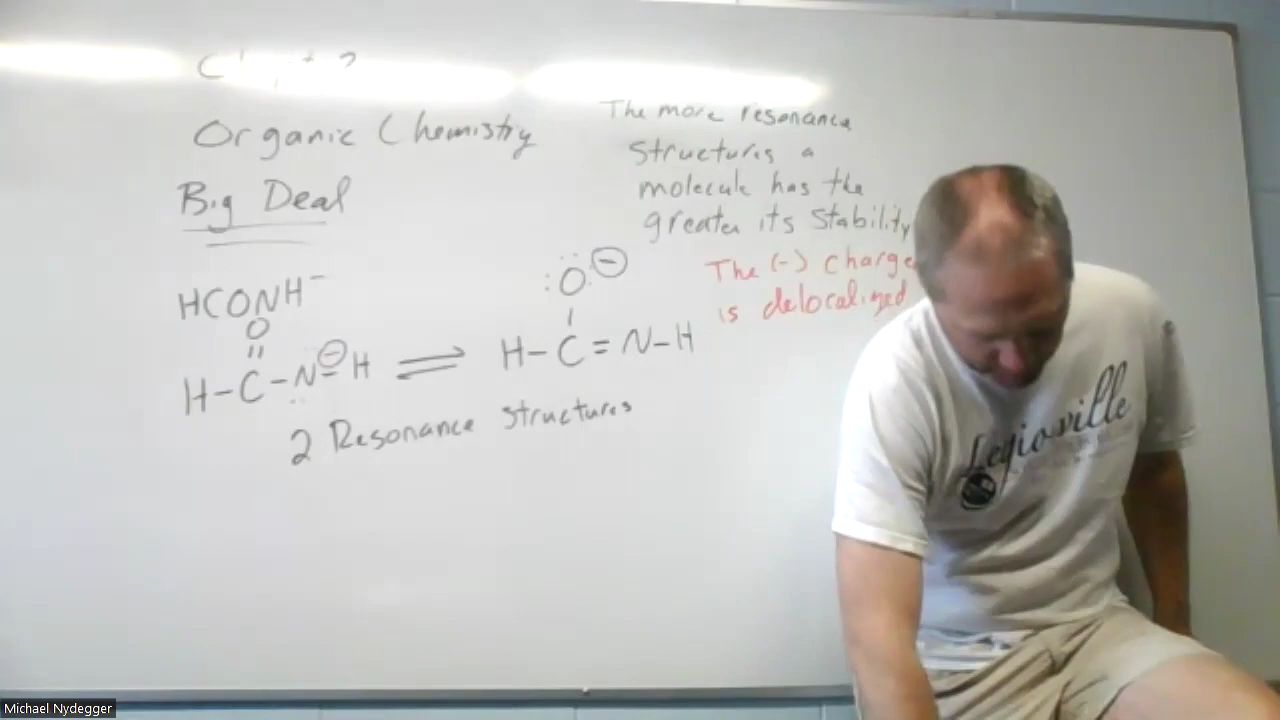 Organic Chemistry
Big Deal
HCONH⁻
O
||
H-C-N⊖-H ⇌ H-C=N-H
:O: ⊖
|
2 Resonance structures
The more resonance
structures a
molecule has the
greater its stability
The (-) charge
is delocalized
Legioville
Michael Nydegger